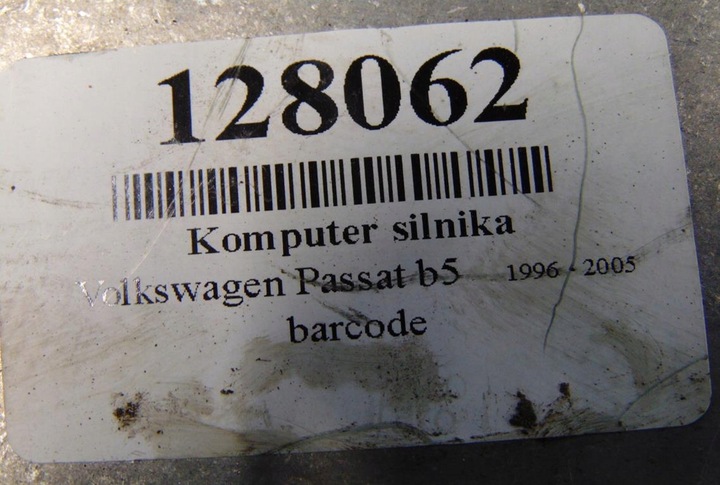 128062
Komputer silnika
Volkswagen Passat b5 1996 - 2005
barcode